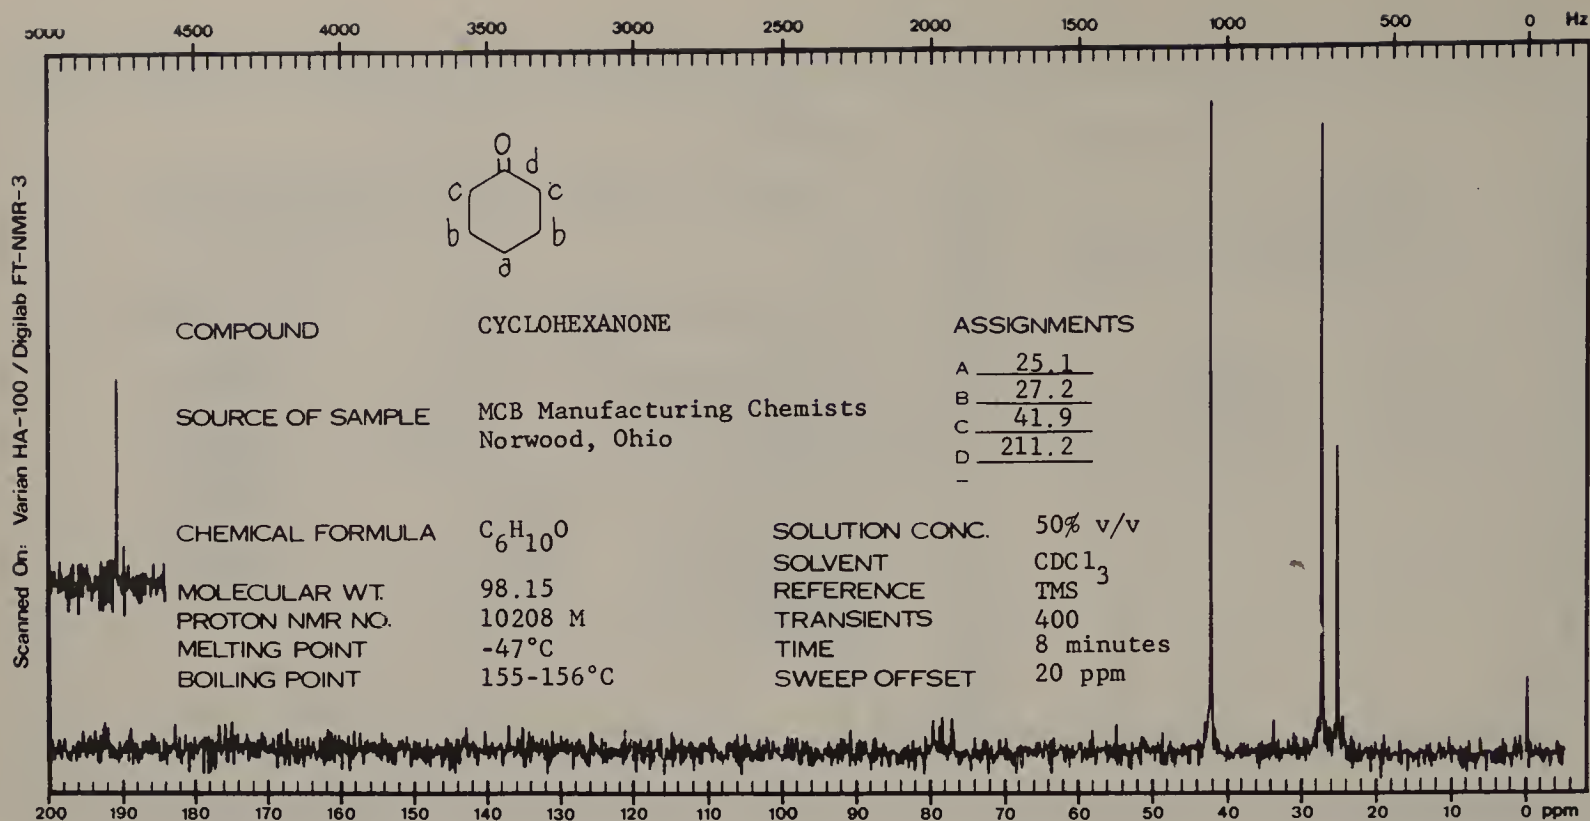 5000 4500 4000 3500 3000 2500 2000 1500 1000 500 0 Hz
Scanned On: Varian HA-100 / Digilab FT-NMR-3
O
d
c c
b b
a
COMPOUND CYCLOHEXANONE
SOURCE OF SAMPLE MCB Manufacturing Chemists
Norwood, Ohio
ASSIGNMENTS
A 25.1
B 27.2
C 41.9
D 211.2
CHEMICAL FORMULA C6H10O
MOLECULAR WT. 98.15
PROTON NMR NO. 10208 M
MELTING POINT -47°C
BOILING POINT 155-156°C
SOLUTION CONC. 50% v/v
SOLVENT CDCl3
REFERENCE TMS
TRANSIENTS 400
TIME 8 minutes
SWEEP OFFSET 20 ppm
200 190 180 170 160 150 140 130 120 110 100 90 80 70 60 50 40 30 20 10 0 ppm